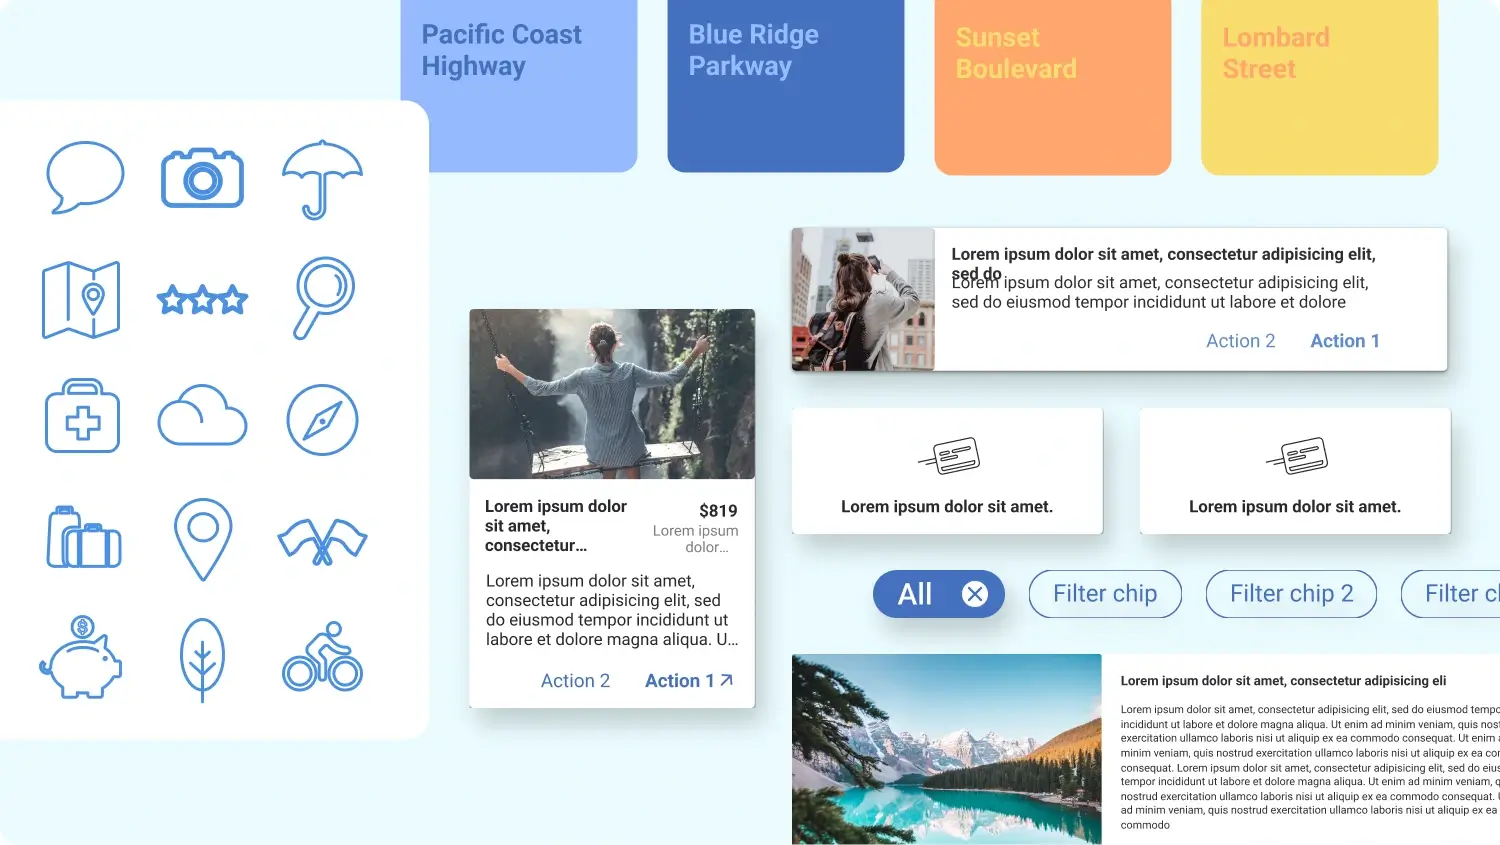 Pacific Coast
Highway
Blue Ridge
Parkway
Sunset
Boulevard
Lombard
Street
Lorem ipsum dolor sit amet, consectetur adipisicing elit,
sed do
Lorem ipsum dolor sit amet, consectetur adipisicing elit,
sed do eiusmod tempor incididunt ut labore et dolore
Action 2
Action 1
Lorem ipsum dolor
sit amet,
consectetur…
$819
Lorem ipsum
dolor…
Lorem ipsum dolor sit amet,
consectetur adipisicing elit, sed
do eiusmod tempor incididunt ut
labore et dolore magna aliqua. U…
Action 2
Action 1
Lorem ipsum dolor sit amet.
Lorem ipsum dolor sit amet.
All
Filter chip
Filter chip 2
Filter
Lorem ipsum dolor sit amet, consectetur adipisicing eli
Lorem ipsum dolor sit amet, consectetur adipisicing elit, sed do eiusmod tempo
incididunt ut labore et dolore magna aliqua. Ut enim ad minim veniam, quis nos
exercitation ullamco laboris nisi ut aliquip ex ea commodo consequat. Ut enim
minim veniam, quis nostrud exercitation ullamco laboris nisi ut aliquip ex ea co
consequat. Lorem ipsum dolor sit amet, consectetur adipisicing elit, sed do eius
tempor incididunt ut labore et dolore magna aliqua. Ut enim ad minim veniam, q
nostrud exercitation ullamco laboris nisi ut aliquip ex ea commodo consequat.
ad minim veniam, quis nostrud exercitation ullamco laboris nisi ut aliquip ex ea
commodo
$